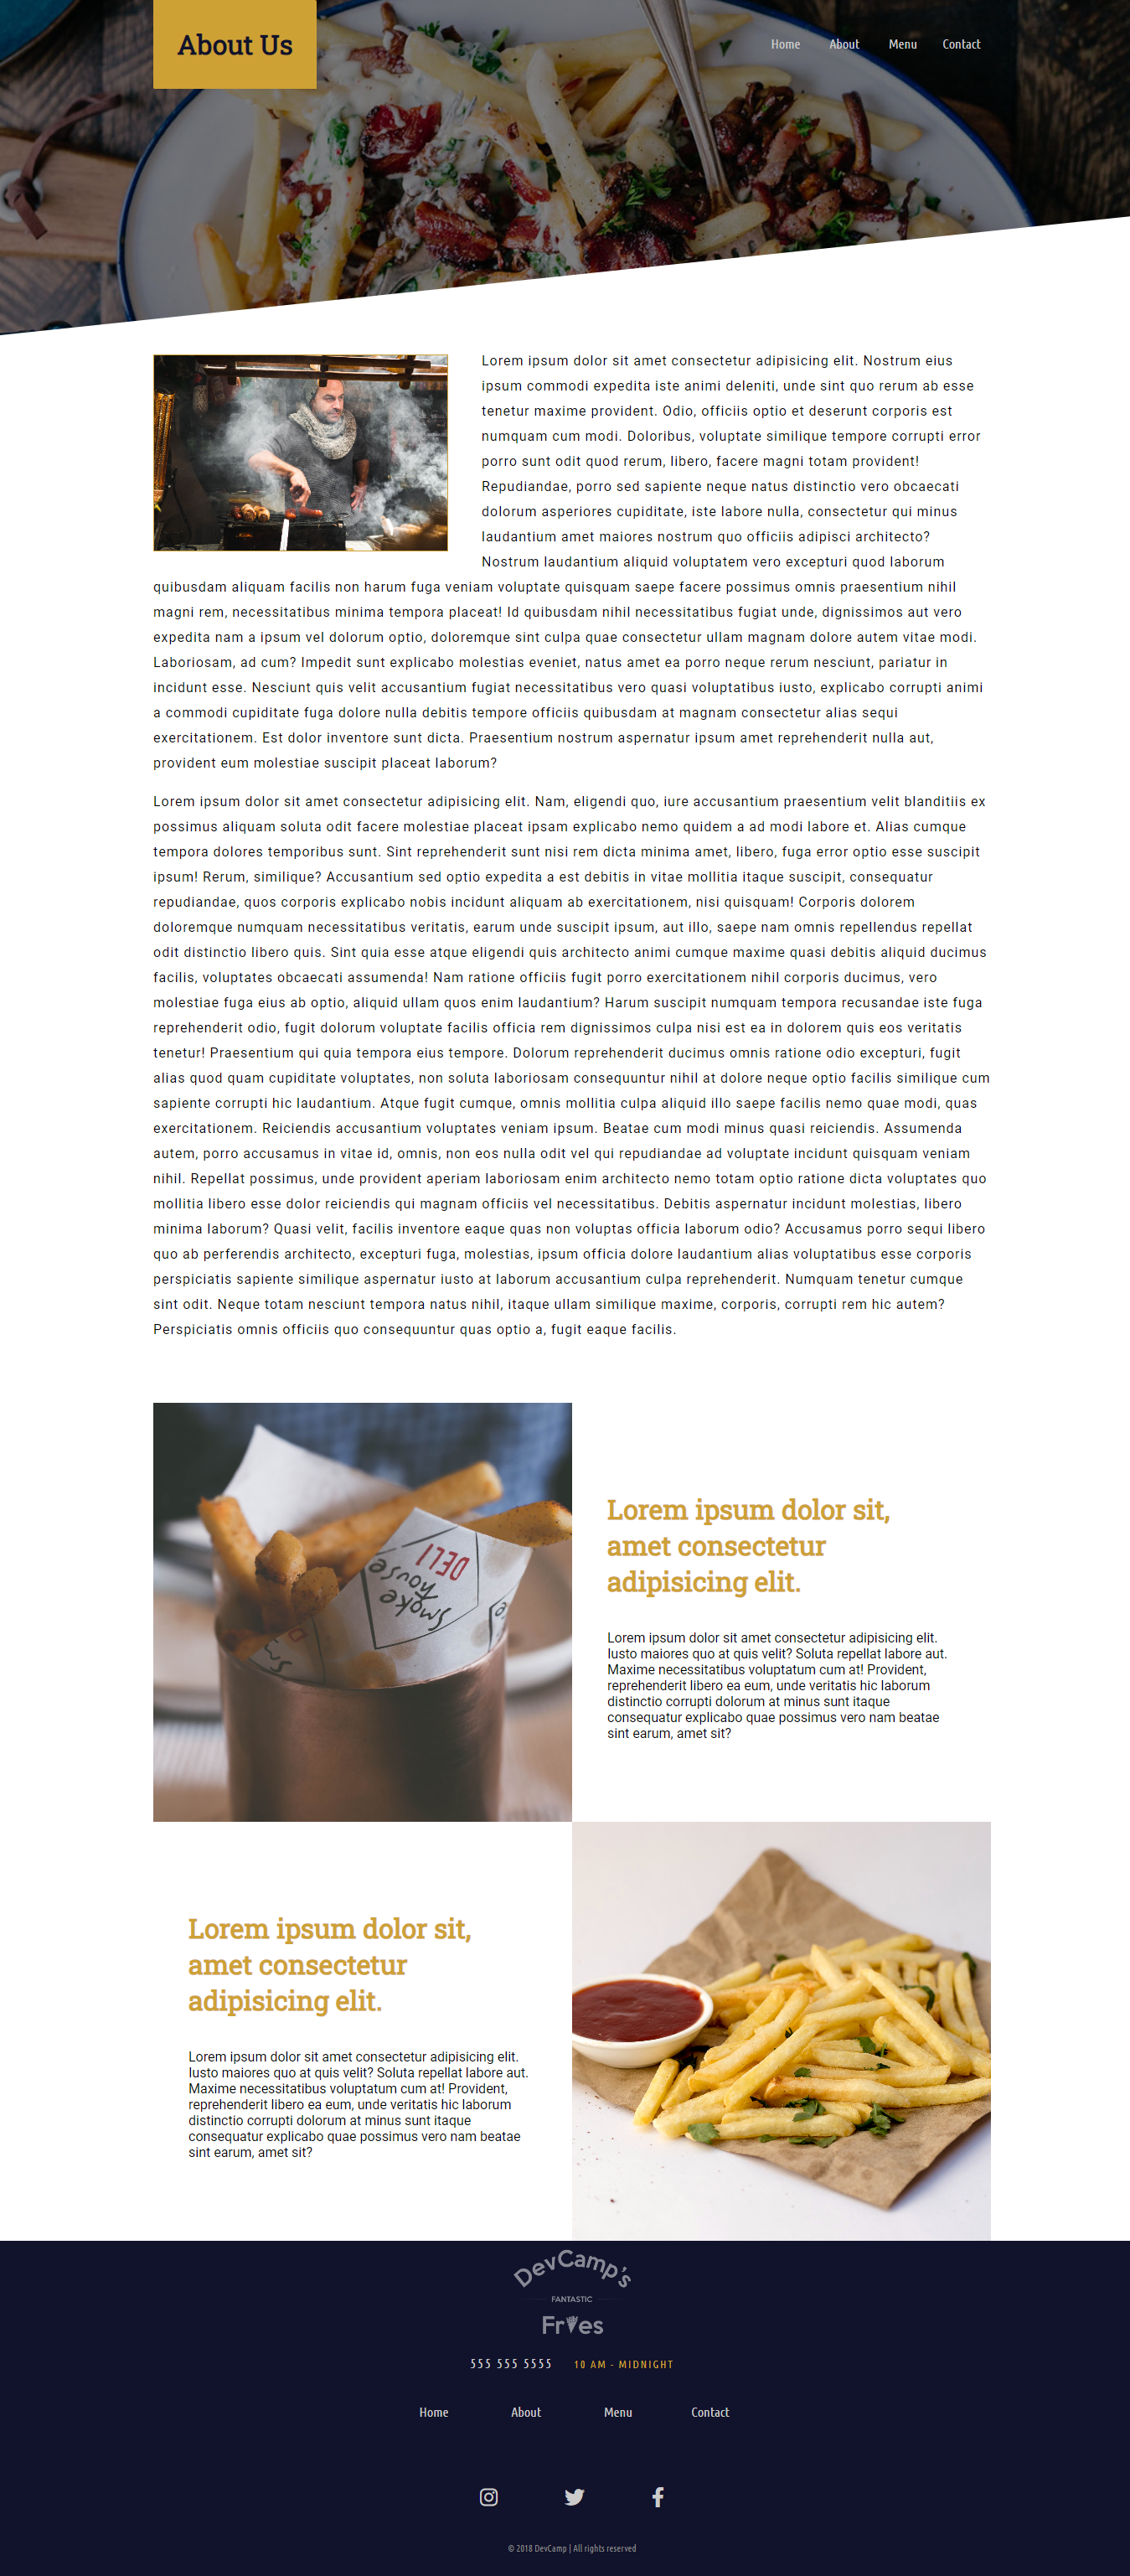 About Us
Home About Menu Contact
Lorem ipsum dolor sit amet consectetur adipisicing elit. Nostrum eius
ipsum commodi expedita iste animi deleniti, unde sint quo rerum ab esse
tenetur maxime provident. Odio, officiis optio et deserunt corporis est
numquam cum modi. Doloribus, voluptate similique tempore corrupti error
porro sunt odit quod rerum, libero, facere magni totam provident!
Repudiandae, porro sed sapiente neque natus distinctio vero obcaecati
dolorum asperiores cupiditate, iste labore nulla, consectetur qui minus
laudantium amet maiores nostrum quo officiis adipisci architecto?
Nostrum laudantium aliquid voluptatem vero excepturi quod laborum
quibusdam aliquam facilis non harum fuga veniam voluptate quisquam saepe facere possimus omnis praesentium nihil
magni rem, necessitatibus minima tempora placeat! Id quibusdam nihil necessitatibus fugiat unde, dignissimos aut vero
expedita nam a ipsum vel dolorum optio, doloremque sint culpa quae consectetur ullam magnam dolore autem vitae modi.
Laboriosam, ad cum? Impedit sunt explicabo molestias eveniet, natus amet ea porro neque rerum nesciunt, pariatur in
incidunt esse. Nesciunt quis velit accusantium fugiat necessitatibus vero quasi voluptatibus iusto, explicabo corrupti animi
a commodi cupiditate fuga dolore nulla debitis tempore officiis quibusdam at magnam consectetur alias sequi
exercitationem. Est dolor inventore sunt dicta. Praesentium nostrum aspernatur ipsum amet reprehenderit nulla aut,
provident eum molestiae suscipit placeat laborum?
Lorem ipsum dolor sit amet consectetur adipisicing elit. Nam, eligendi quo, iure accusantium praesentium velit blanditiis ex
possimus aliquam soluta odit facere molestiae placeat ipsam explicabo nemo quidem a ad modi labore et. Alias cumque
tempora dolores temporibus sunt. Sint reprehenderit sunt nisi rem dicta minima amet, libero, fuga error optio esse suscipit
ipsum! Rerum, similique? Accusantium sed optio expedita a est debitis in vitae mollitia itaque suscipit, consequatur
repudiandae, quos corporis explicabo nobis incidunt aliquam ab exercitationem, nisi quisquam! Corporis dolorem
doloremque numquam necessitatibus veritatis, earum unde suscipit ipsum, aut illo, saepe nam omnis repellendus repellat
odit distinctio libero quis. Sint quia esse atque eligendi quis architecto animi cumque maxime quasi debitis aliquid ducimus
facilis, voluptates obcaecati assumenda! Nam ratione officiis fugit porro exercitationem nihil corporis ducimus, vero
molestiae fuga eius ab optio, aliquid ullam quos enim laudantium? Harum suscipit numquam tempora recusandae iste fuga
reprehenderit odio, fugit dolorum voluptate facilis officia rem dignissimos culpa nisi est ea in dolorem quis eos veritatis
tenetur! Praesentium qui quia tempora eius tempore. Dolorum reprehenderit ducimus omnis ratione odio excepturi, fugit
alias quod quam cupiditate voluptates, non soluta laboriosam consequuntur nihil at dolore neque optio facilis similique cum
sapiente corrupti hic laudantium. Atque fugit cumque, omnis mollitia culpa aliquid illo saepe facilis nemo quae modi, quas
exercitationem. Reiciendis accusantium voluptates veniam ipsum. Beatae cum modi minus quasi reiciendis. Assumenda
autem, porro accusamus in vitae id, omnis, non eos nulla odit vel qui repudiandae ad voluptate incidunt quisquam veniam
nihil. Repellat possimus, unde provident aperiam laboriosam enim architecto nemo totam optio ratione dicta voluptates quo
mollitia libero esse dolor reiciendis qui magnam officiis vel necessitatibus. Debitis aspernatur incidunt molestias, libero
minima laborum? Quasi velit, facilis inventore eaque quas non voluptas officia laborum odio? Accusamus porro sequi libero
quo ab perferendis architecto, excepturi fuga, molestias, ipsum officia dolore laudantium alias voluptatibus esse corporis
perspiciatis sapiente similique aspernatur iusto at laborum accusantium culpa reprehenderit. Numquam tenetur cumque
sint odit. Neque totam nesciunt tempora natus nihil, itaque ullam similique maxime, corporis, corrupti rem hic autem?
Perspiciatis omnis officiis quo consequuntur quas optio a, fugit eaque facilis.
DELI
smoke
house
Lorem ipsum dolor sit,
amet consectetur
adipisicing elit.
Lorem ipsum dolor sit amet consectetur adipisicing elit.
Iusto maiores quo at quis velit? Soluta repellat labore aut.
Maxime necessitatibus voluptatum cum at! Provident,
reprehenderit libero ea eum, unde veritatis hic laborum
distinctio corrupti dolorum at minus sunt itaque
consequatur explicabo quae possimus vero nam beatae
sint earum, amet sit?
Lorem ipsum dolor sit,
amet consectetur
adipisicing elit.
Lorem ipsum dolor sit amet consectetur adipisicing elit.
Iusto maiores quo at quis velit? Soluta repellat labore aut.
Maxime necessitatibus voluptatum cum at! Provident,
reprehenderit libero ea eum, unde veritatis hic laborum
distinctio corrupti dolorum at minus sunt itaque
consequatur explicabo quae possimus vero nam beatae
sint earum, amet sit?
DevCamp's
FANTASTIC
Fries
555 555 5555 10 AM - MIDNIGHT
Home About Menu Contact
© 2018 DevCamp | All rights reserved